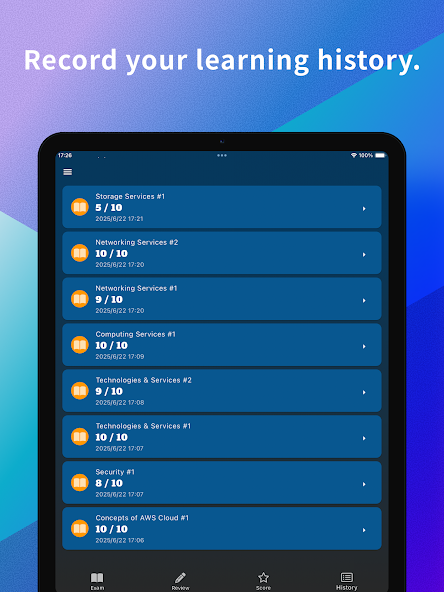 Record your learning history.
17:26
100%
Storage Services #1
5 / 10
2025/6/22 17:21
Networking Services #2
10 / 10
2025/6/22 17:20
Networking Services #1
9 / 10
2025/6/22 17:20
Computing Services #1
10 / 10
2025/6/22 17:09
Technologies & Services #2
9 / 10
2025/6/22 17:08
Technologies & Services #1
10 / 10
2025/6/22 17:07
Security #1
8 / 10
2025/6/22 17:07
Concepts of AWS Cloud #1
10 / 10
2025/6/22 17:06
Exam Review Score History